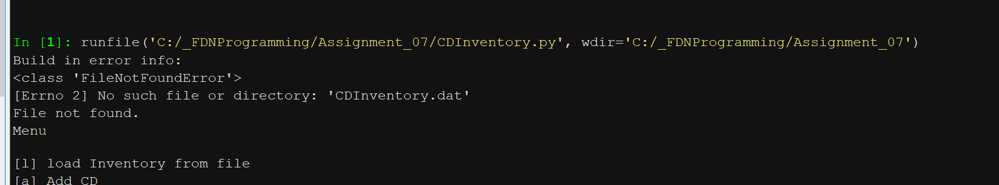 In [1]: runfile('C:/_FDNProgramming/Assignment_07/CDInventory.py', wdir='C:/_FDNProgramming/Assignment_07')
Build in error info:
<class 'FileNotFoundError'>
[Errno 2] No such file or directory: 'CDInventory.dat'
File not found.
Menu
[l] load Inventory from file
[a] Add CD